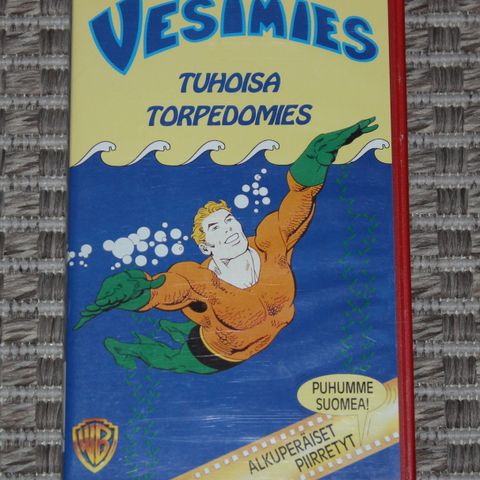 VESIMIES
TUHOISA
TORPEDOMIES
PUHUMME
SUOMEA!
ALKUPERÄISET
PIIRRETYT
WB